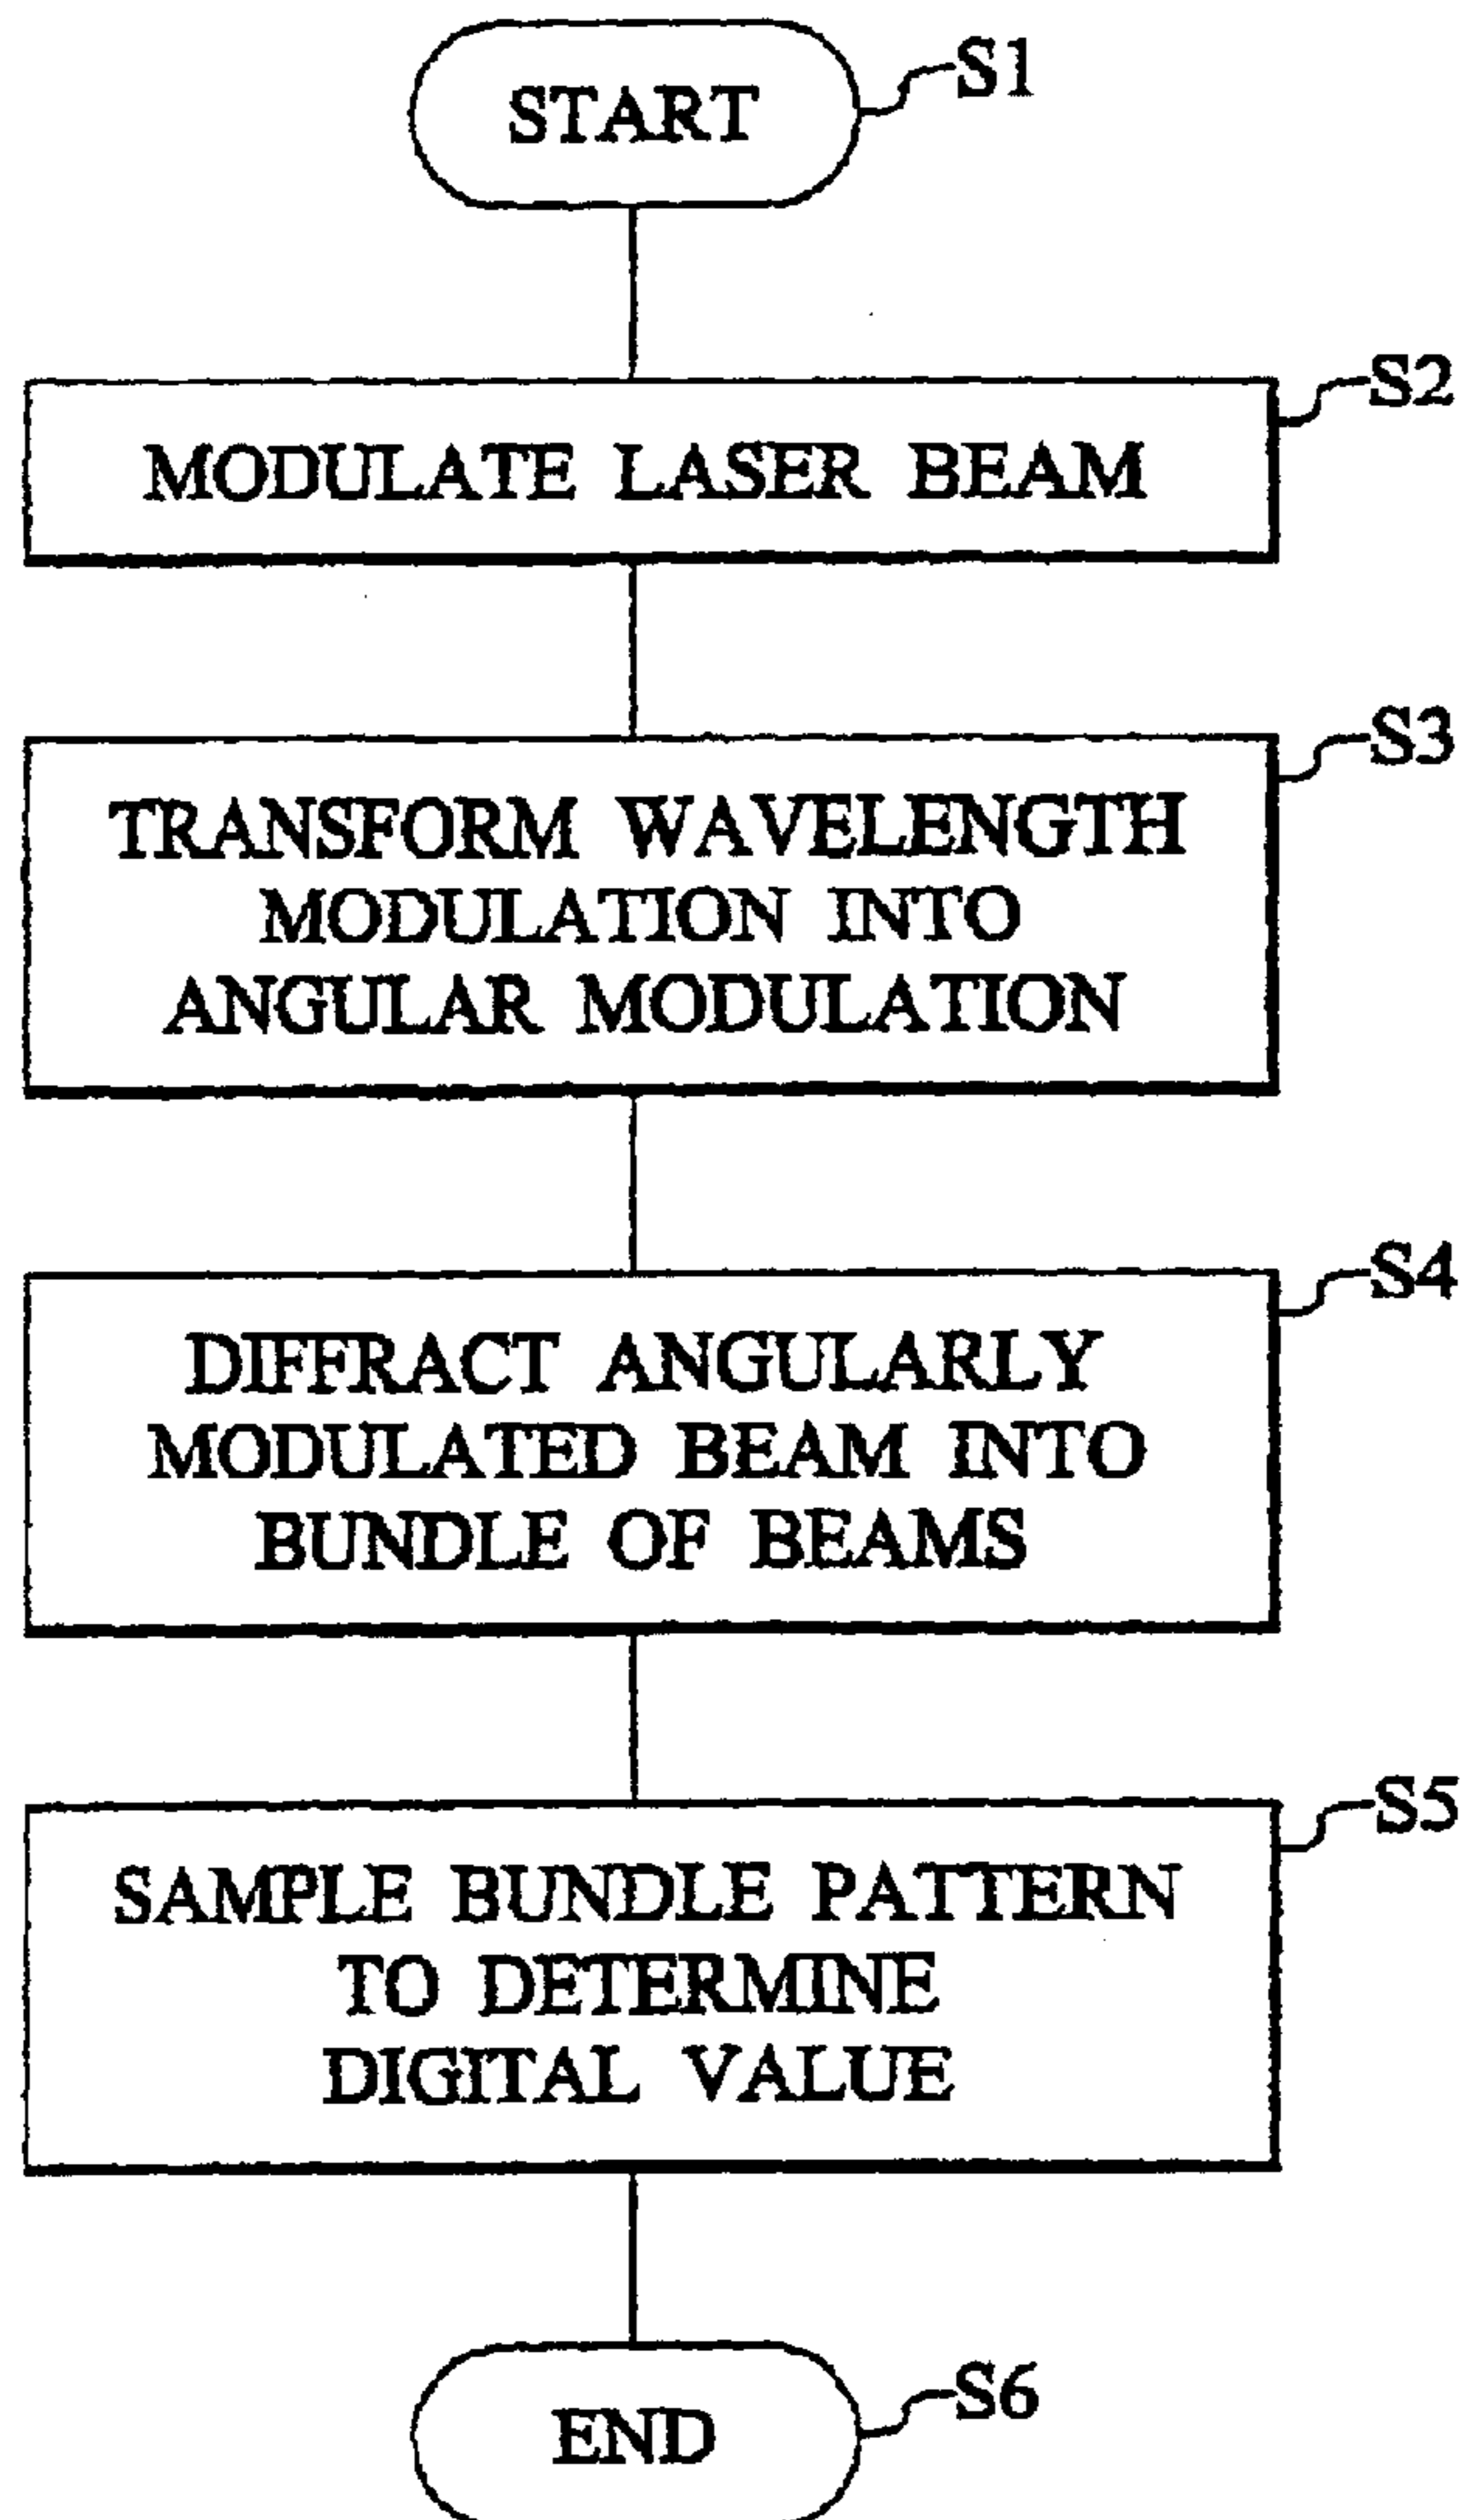 START
S1
S2
MODULATE LASER BEAM
S3
TRANSFORM WAVELENGTH
MODULATION INTO
ANGULAR MODULATION
S4
DIFFRACT ANGULARLY
MODULATED BEAM INTO
BUNDLE OF BEAMS
S5
SAMPLE BUNDLE PATTERN
TO DETERMINE
DIGITAL VALUE
S6
END